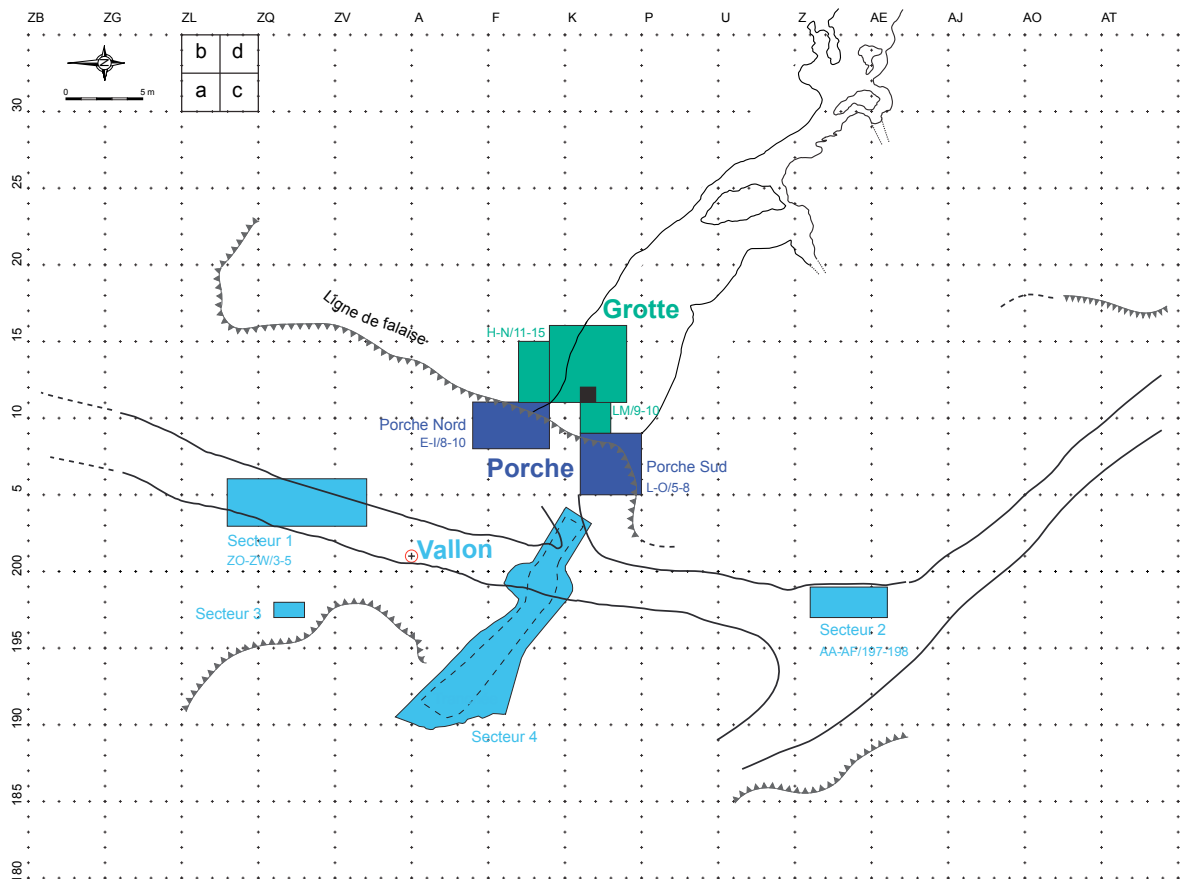 ZB ZG ZL ZQ ZV A F K P U Z AE AJ AO AT
b d
N
a c
0 5 m
30
25
20
Ligne de falaise
Grotte
15
H-N/11-15
10
LM/9-10
Porche Nord
E-I/8-10
Porche
Porche Sud
L-O/5-8
5
Secteur 1
ZO-ZW/3-5
Vallon
200
Secteur 3
Secteur 2
AA-AF/197-198
195
190
Secteur 4
185
180